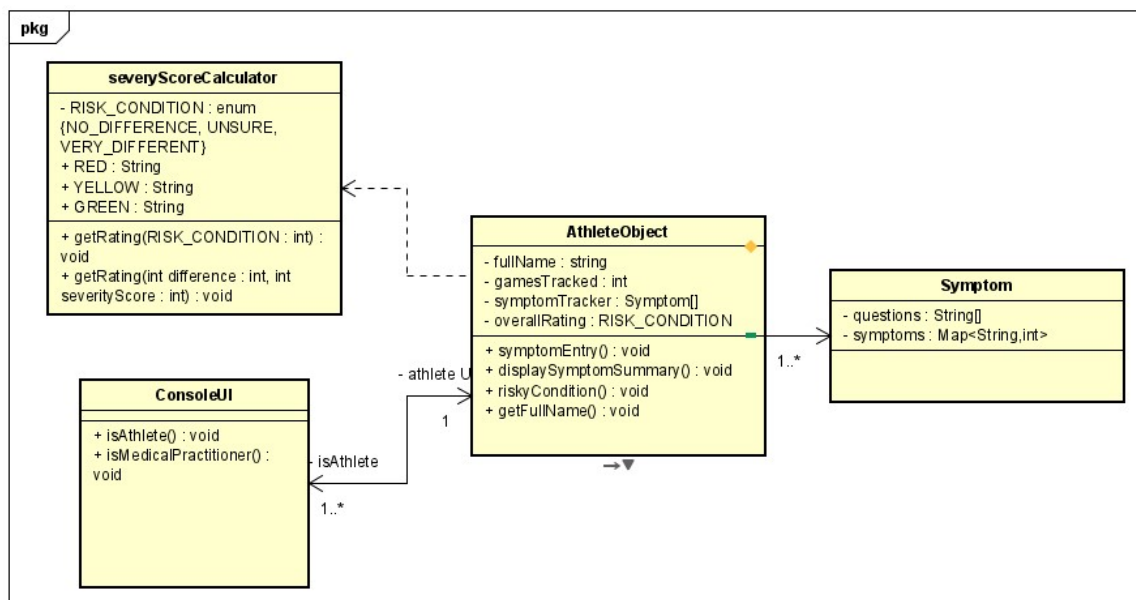 pkg
severyScoreCalculator
- RISK_CONDITION : enum
{NO_DIFFERENCE, UNSURE,
VERY_DIFFERENT}
+ RED : String
+ YELLOW : String
+ GREEN : String
+ getRating(RISK_CONDITION : int) :
void
+ getRating(int difference : int, int
severityScore : int) : void
AthleteObject
- fullName : string
- gamesTracked : int
- symptomTracker : Symptom[]
- overallRating : RISK_CONDITION
+ symptomEntry() : void
+ displaySymptomSummary() : void
+ riskyCondition() : void
+ getFullName() : void
Symptom
- questions : String[]
- symptoms : Map<String,int>
1..*
- athlete U
1
ConsoleUI
+ isAthlete() : void
+ isMedicalPractitioner() :
void
- isAthlete
1..*